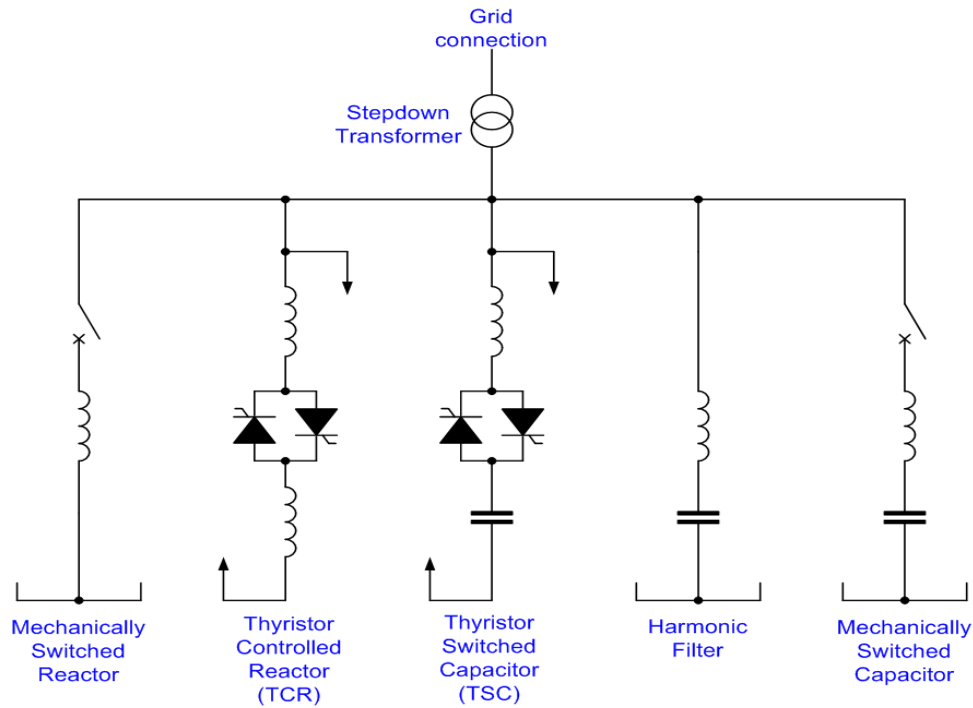 Grid
connection
Stepdown
Transformer
Mechanically
Switched
Reactor
Thyristor
Controlled
Reactor
(TCR)
Thyristor
Switched
Capacitor
(TSC)
Harmonic
Filter
Mechanically
Switched
Capacitor